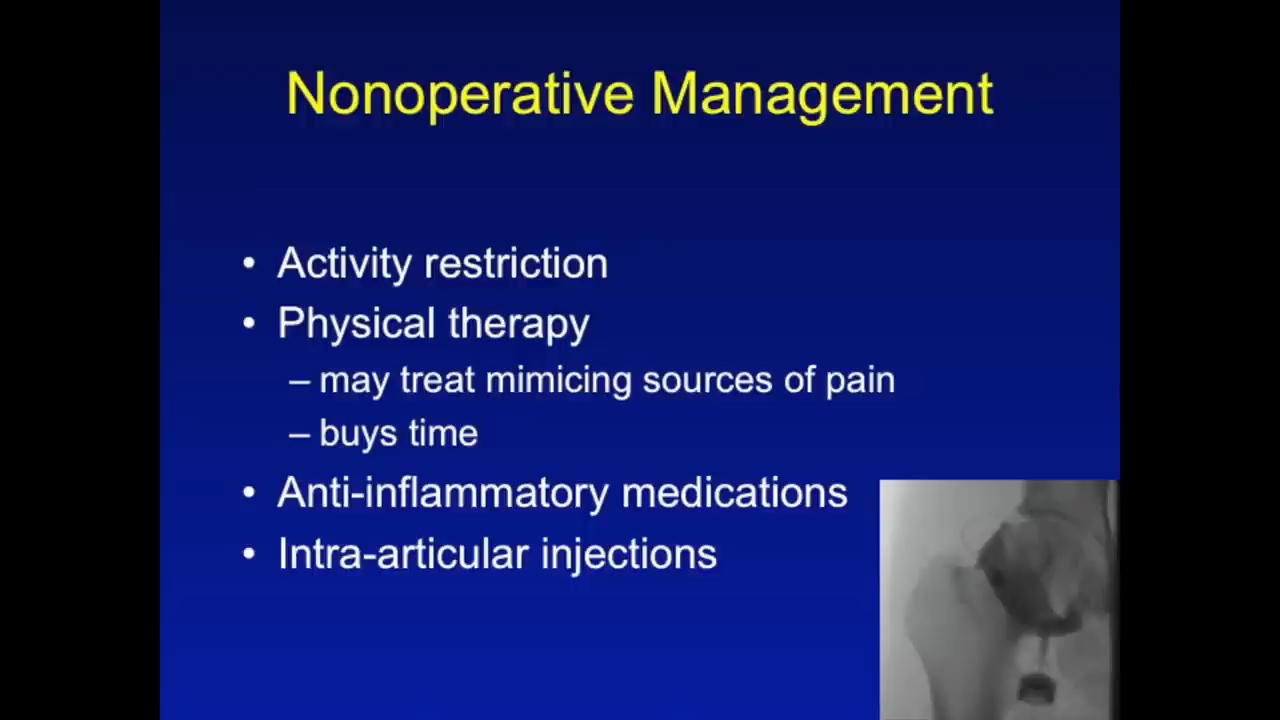 Nonoperative Management
• Activity restriction
• Physical therapy
– may treat mimicing sources of pain
– buys time
• Anti-inflammatory medications
• Intra-articular injections